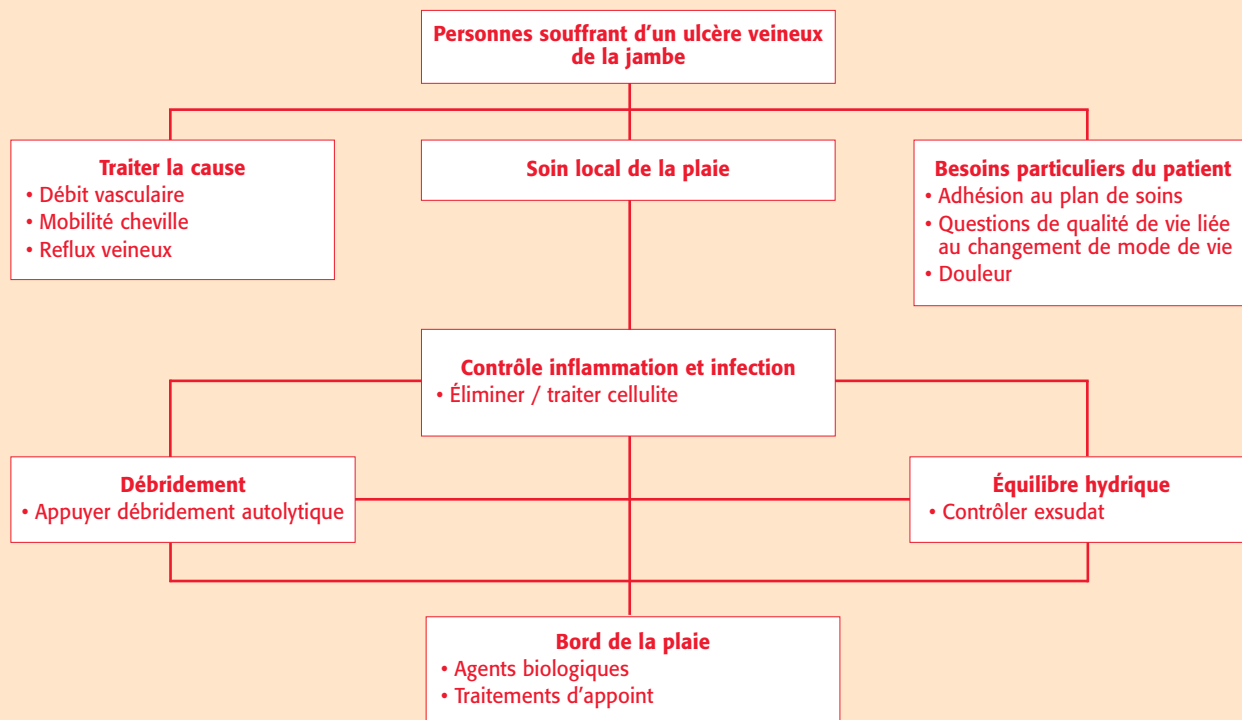 Personnes souffrant d'un ulcère veineux
de la jambe
Traiter la cause
• Débit vasculaire
• Mobilité cheville
• Reflux veineux
Soin local de la plaie
Besoins particuliers du patient
• Adhésion au plan de soins
• Questions de qualité de vie liée
au changement de mode de vie
• Douleur
Contrôle inflammation et infection
• Éliminer / traiter cellulite
Débridement
• Appuyer débridement autolytique
Équilibre hydrique
• Contrôler exsudat
Bord de la plaie
• Agents biologiques
• Traitements d'appoint